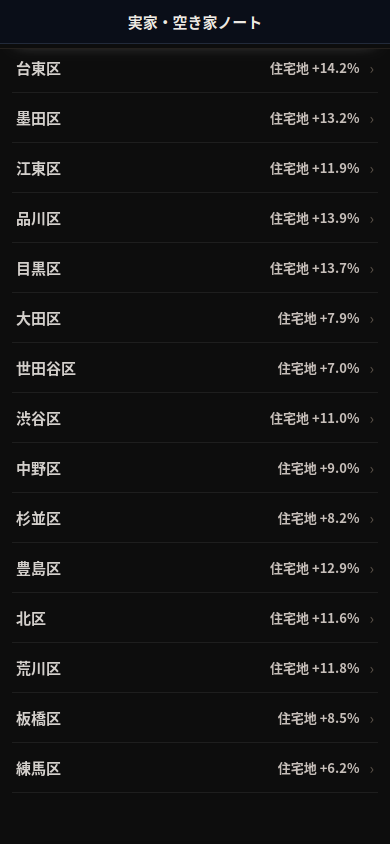 実家・空き家ノート
台東区 住宅地 +14.2% ›
墨田区 住宅地 +13.2% ›
江東区 住宅地 +11.9% ›
品川区 住宅地 +13.9% ›
目黒区 住宅地 +13.7% ›
大田区 住宅地 +7.9% ›
世田谷区 住宅地 +7.0% ›
渋谷区 住宅地 +11.0% ›
中野区 住宅地 +9.0% ›
杉並区 住宅地 +8.2% ›
豊島区 住宅地 +12.9% ›
北区 住宅地 +11.6% ›
荒川区 住宅地 +11.8% ›
板橋区 住宅地 +8.5% ›
練馬区 住宅地 +6.2% ›